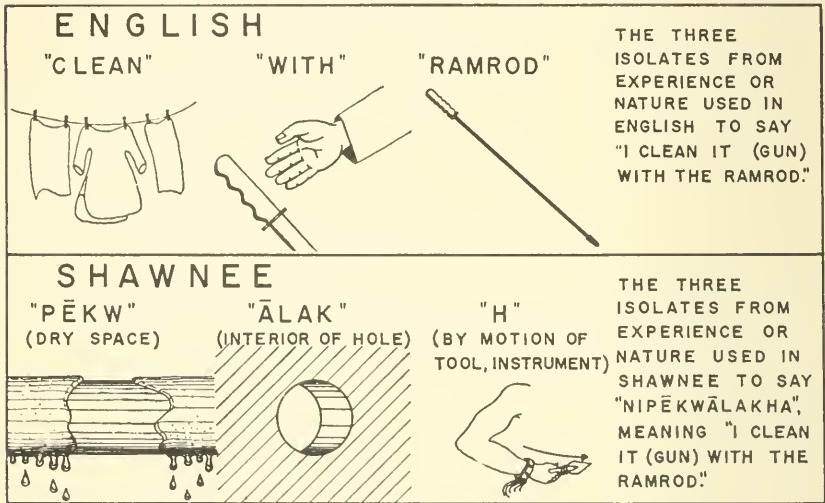 ENGLISH
"CLEAN"
"WITH"
"RAMROD"
THE THREE
ISOLATES FROM
EXPERIENCE OR
NATURE USED IN
ENGLISH TO SAY
"I CLEAN IT (GUN)
WITH THE RAMROD."
SHAWNEE
"PĒKW"
(DRY SPACE)
"ĀLAK"
(INTERIOR OF HOLE)
"H"
(BY MOTION OF
TOOL, INSTRUMENT)
THE THREE
ISOLATES FROM
EXPERIENCE OR
NATURE USED IN
SHAWNEE TO SAY
"NIPĒKWĀLAKHA",
MEANING "I CLEAN
IT (GUN) WITH THE
RAMROD."